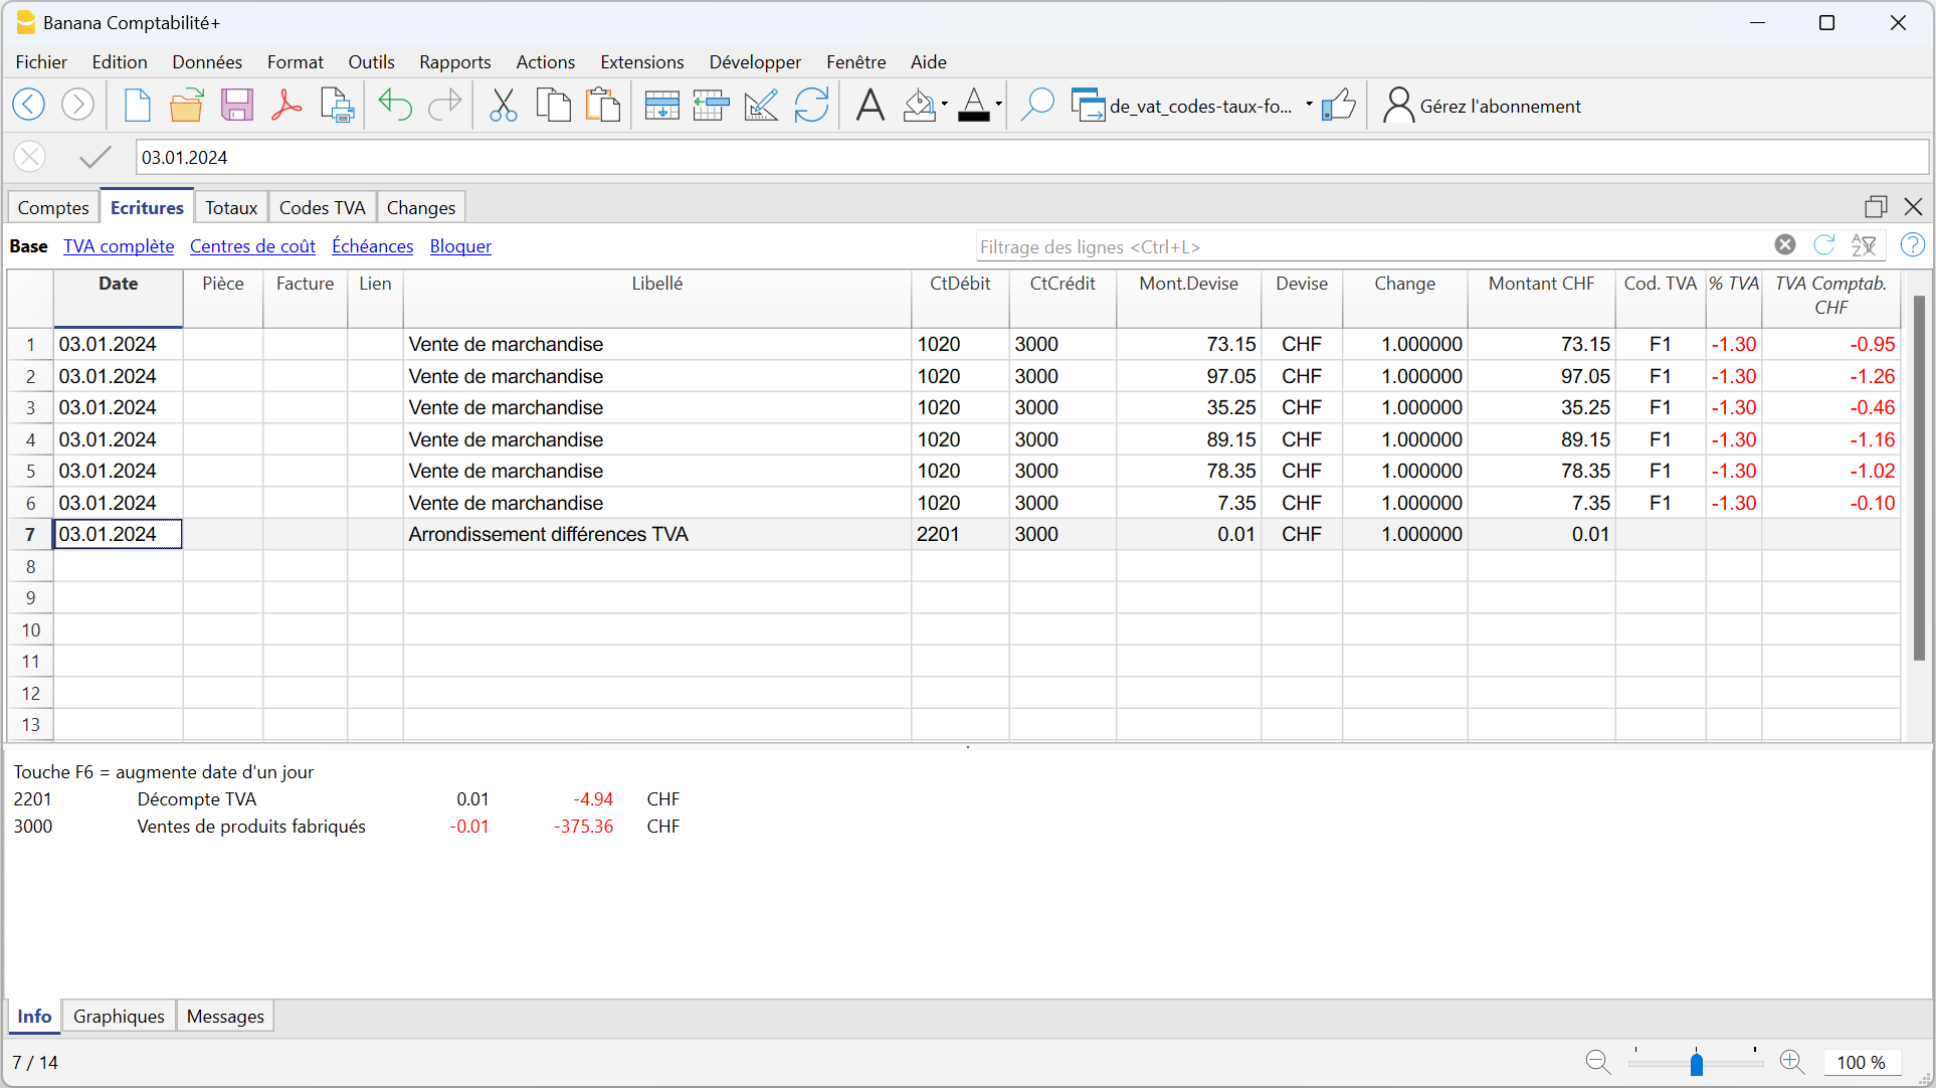 Banana Comptabilité+
Fichier Edition Données Format Outils Rapports Actions Extensions Développer Fenêtre Aide
de_vat_codes-taux-fo... Gérez l'abonnement
03.01.2024
Comptes Ecritures Totaux Codes TVA Changes
Base TVA complète Centres de coût Échéances Bloquer Filtrage des lignes <Ctrl+L>
Date Pièce Facture Lien Libellé CtDébit CtCrédit Mont.Devise Devise Change Montant CHF Cod. TVA % TVA TVA Comptab.
CHF
1 03.01.2024 Vente de marchandise 1020 3000 73.15 CHF 1.000000 73.15 F1 -1.30 -0.95
2 03.01.2024 Vente de marchandise 1020 3000 97.05 CHF 1.000000 97.05 F1 -1.30 -1.26
3 03.01.2024 Vente de marchandise 1020 3000 35.25 CHF 1.000000 35.25 F1 -1.30 -0.46
4 03.01.2024 Vente de marchandise 1020 3000 89.15 CHF 1.000000 89.15 F1 -1.30 -1.16
5 03.01.2024 Vente de marchandise 1020 3000 78.35 CHF 1.000000 78.35 F1 -1.30 -1.02
6 03.01.2024 Vente de marchandise 1020 3000 7.35 CHF 1.000000 7.35 F1 -1.30 -0.10
7 03.01.2024 Arrondissement différences TVA 2201 3000 0.01 CHF 1.000000 0.01
8
9
10
11
12
13
Touche F6 = augmente date d'un jour
2201 Décompte TVA 0.01 -4.94 CHF
3000 Ventes de produits fabriqués -0.01 -375.36 CHF
Info Graphiques Messages
7 / 14 100 %